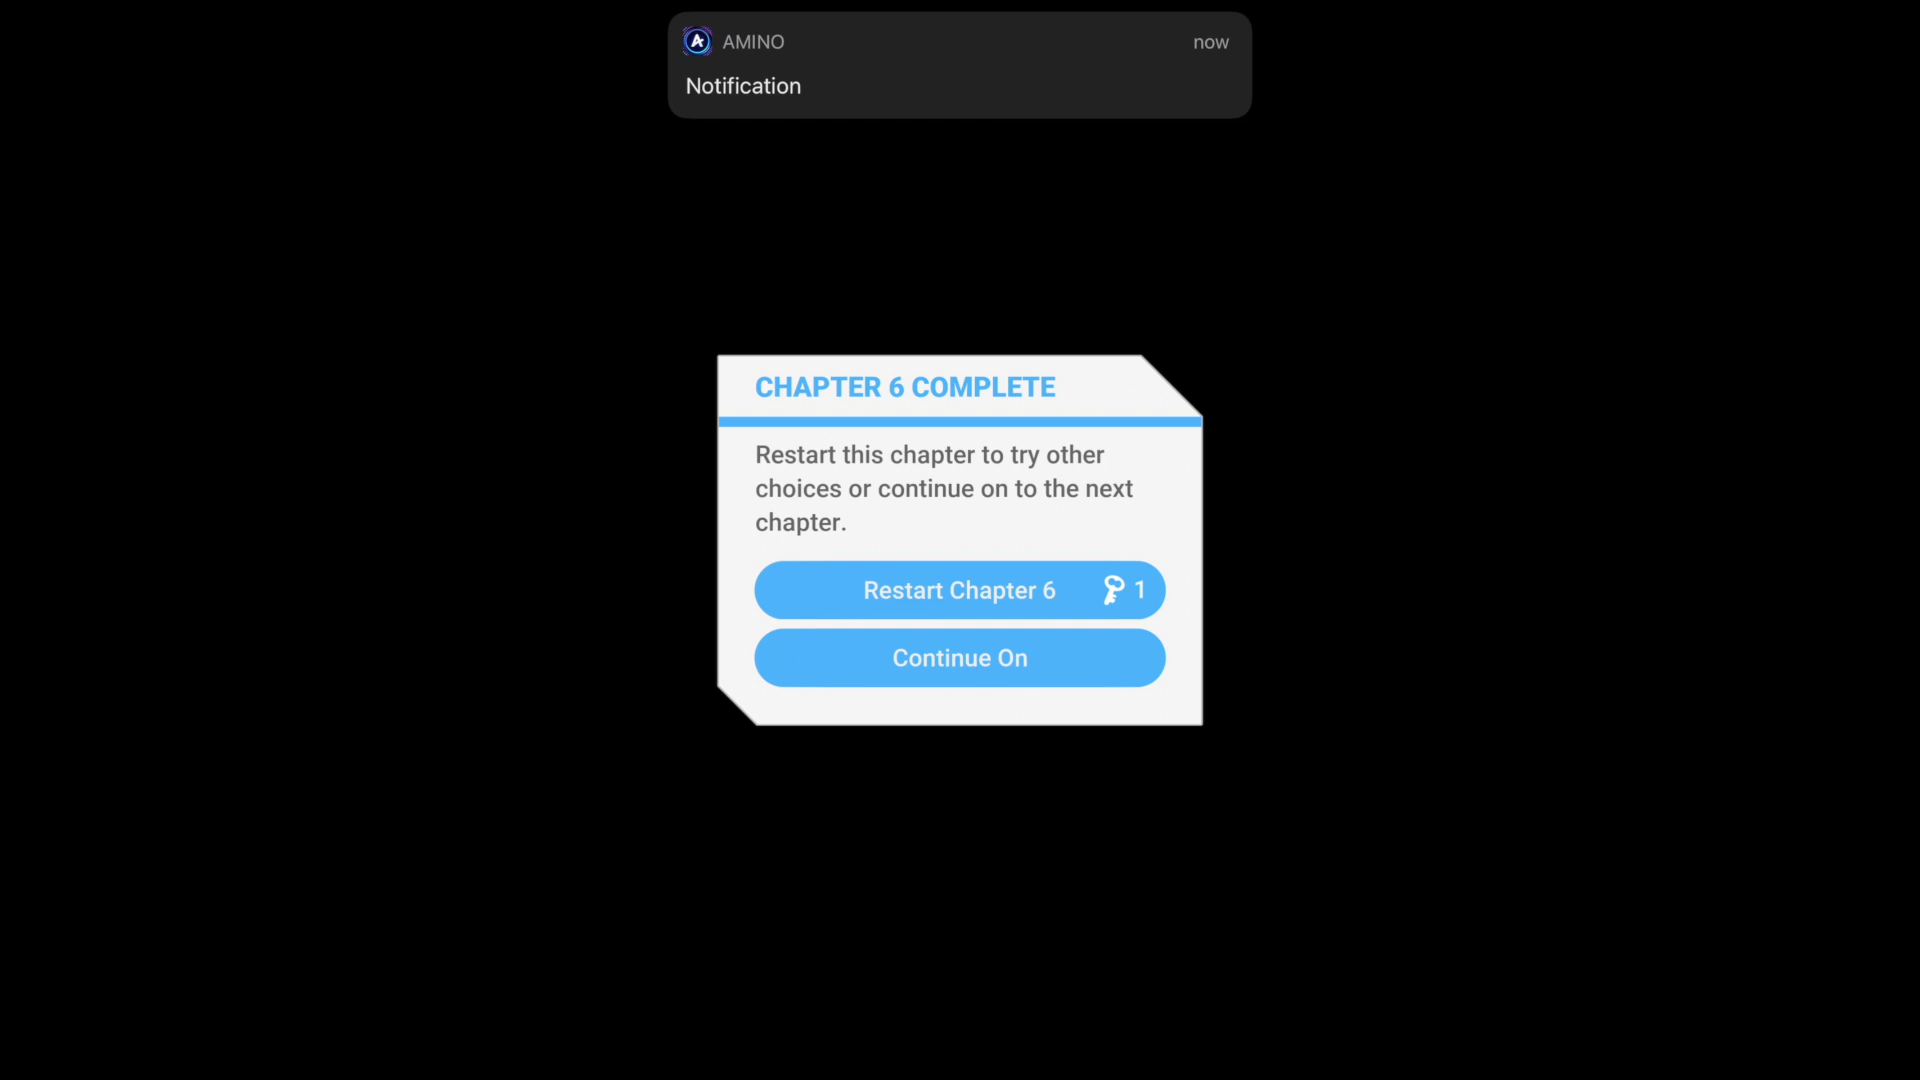 AMINO now
Notification
CHAPTER 6 COMPLETE
Restart this chapter to try other
choices or continue on to the next
chapter.
Restart Chapter 6 1
Continue On